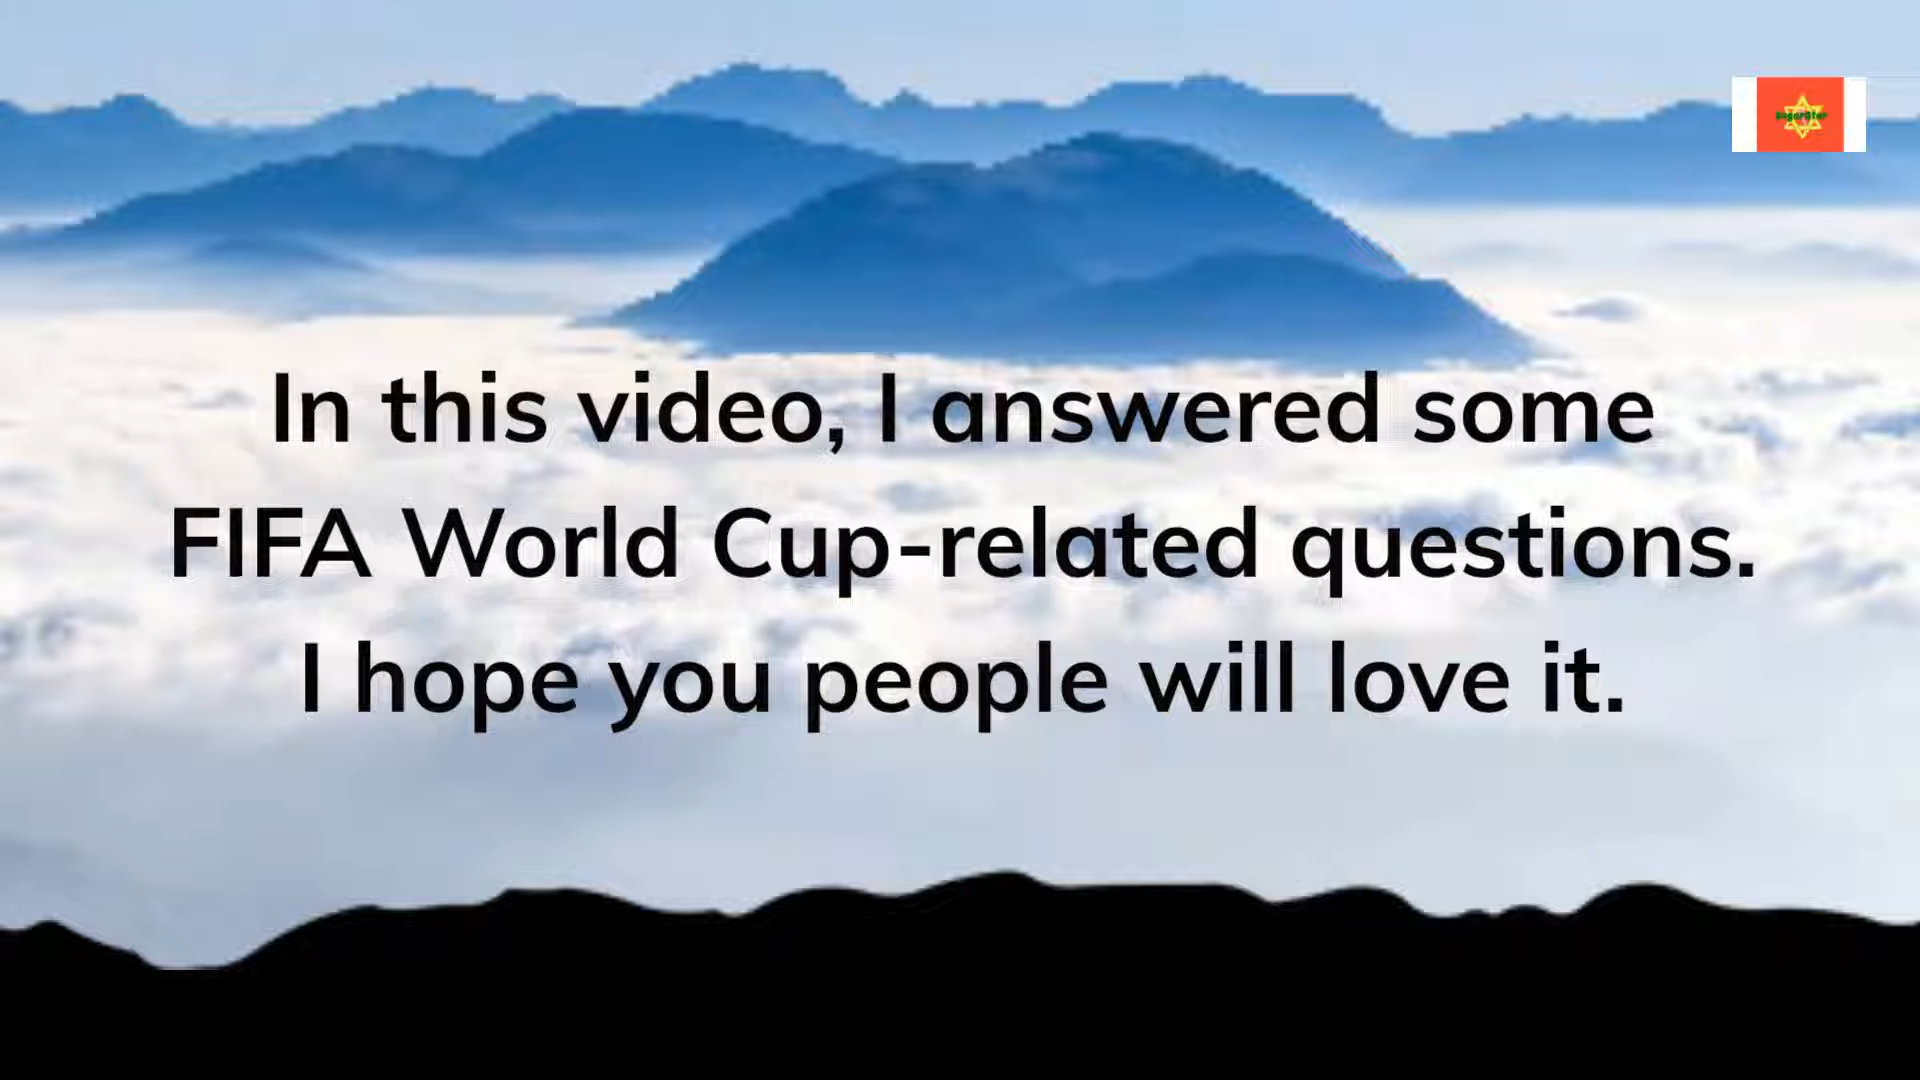 In this video, I answered some
FIFA World Cup-related questions.
I hope you people will love it.